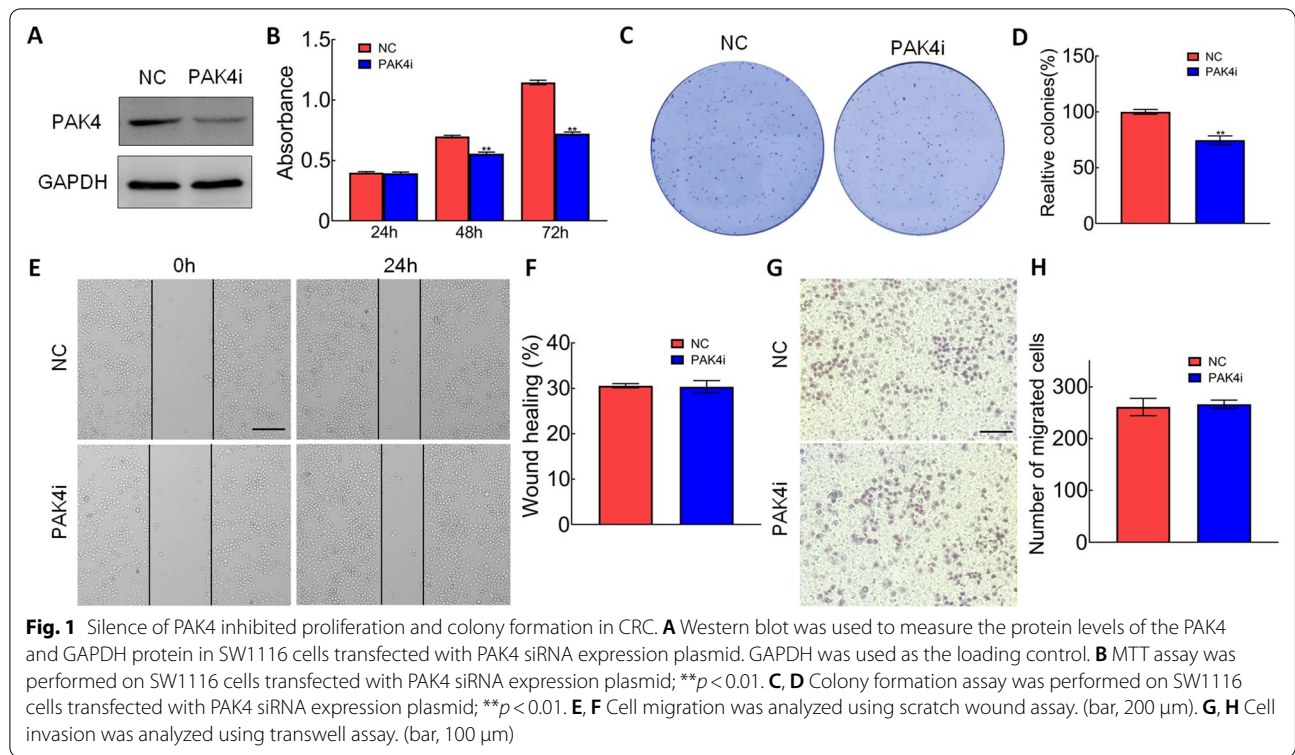 A
NC PAK4i
PAK4
GAPDH
B
NC
PAK4i
Absorbance
1.5
1.0
0.5
0
**
**
24h 48h 72h
C
NC PAK4i
D
NC
PAK4i
Realtive colonies(%)
150
100
50
0
**
E
0h 24h
NC
PAK4i
F
NC
PAK4i
Wound healing (%)
40
30
20
10
0
G
NC
PAK4i
H
NC
PAK4i
Number of migrated cells
300
200
100
0
Fig. 1 Silence of PAK4 inhibited proliferation and colony formation in CRC. A Western blot was used to measure the protein levels of the PAK4
and GAPDH protein in SW1116 cells transfected with PAK4 siRNA expression plasmid. GAPDH was used as the loading control. B MTT assay was
performed on SW1116 cells transfected with PAK4 siRNA expression plasmid; **p < 0.01. C, D Colony formation assay was performed on SW1116
cells transfected with PAK4 siRNA expression plasmid; **p < 0.01. E, F Cell migration was analyzed using scratch wound assay. (bar, 200 μm). G, H Cell
invasion was analyzed using transwell assay. (bar, 100 μm)